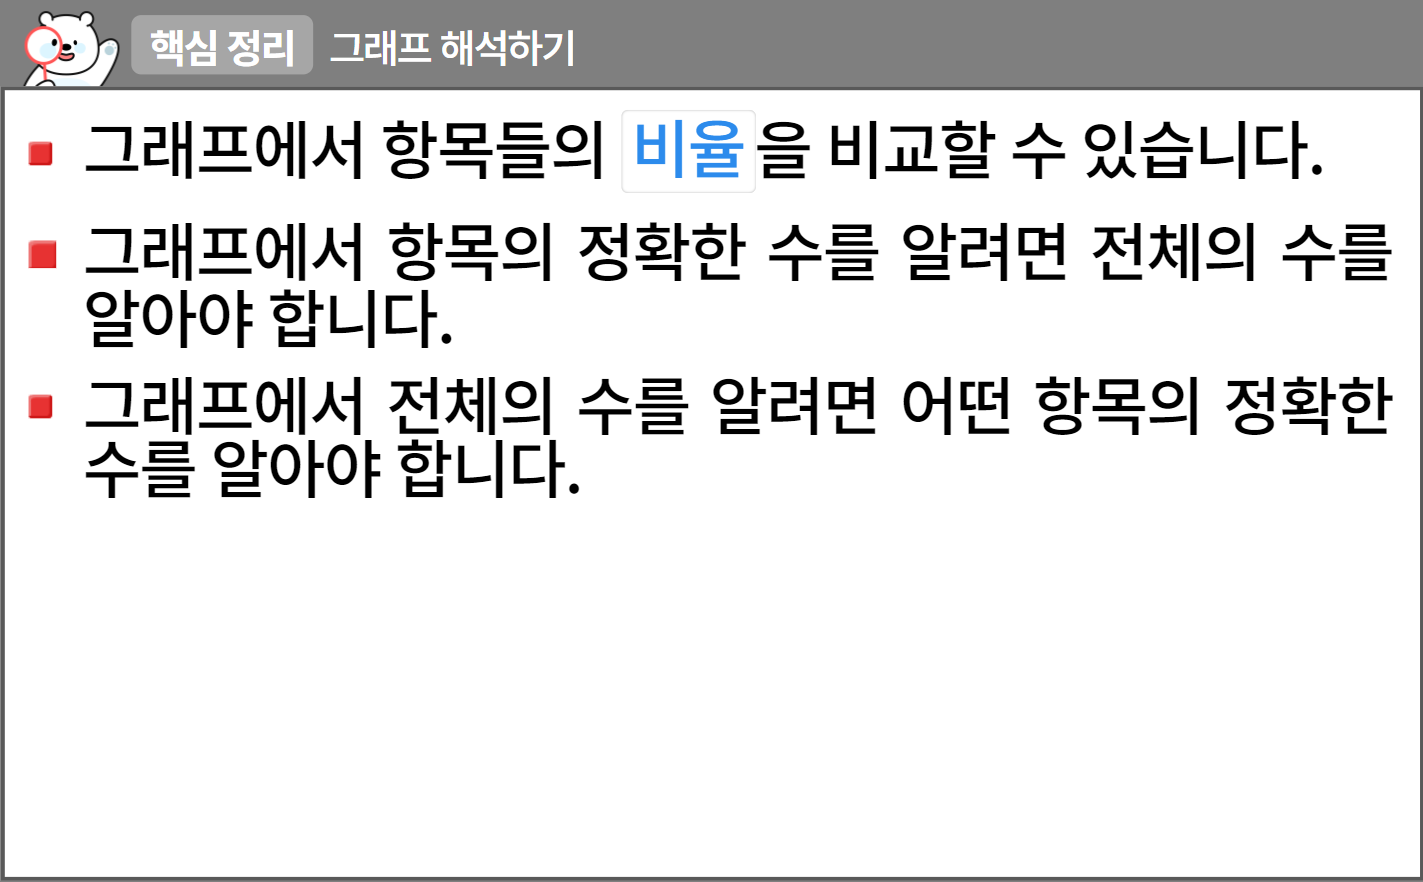 핵심 정리 그래프 해석하기
그래프에서 항목들의 비율을 비교할 수 있습니다.
그래프에서 항목의 정확한 수를 알려면 전체의 수를
알아야 합니다.
그래프에서 전체의 수를 알려면 어떤 항목의 정확한
수를 알아야 합니다.